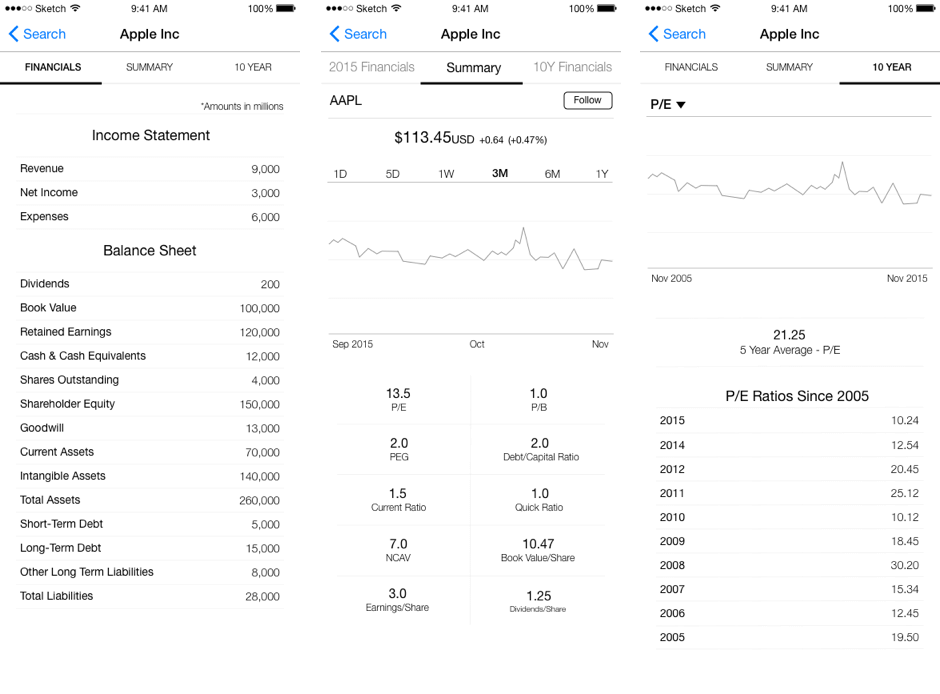 Sketch 9:41 AM 100%
Search Apple Inc
FINANCIALS SUMMARY 10 YEAR
*Amounts in millions
Income Statement
Revenue 9,000
Net Income 3,000
Expenses 6,000
Balance Sheet
Dividends 200
Book Value 100,000
Retained Earnings 120,000
Cash & Cash Equivalents 12,000
Shares Outstanding 4,000
Shareholder Equity 150,000
Goodwill 13,000
Current Assets 70,000
Intangible Assets 140,000
Total Assets 260,000
Short-Term Debt 5,000
Long-Term Debt 15,000
Other Long Term Liabilities 8,000
Total Liabilities 28,000
Sketch 9:41 AM 100%
Search Apple Inc
2015 Financials Summary 10Y Financials
AAPL Follow
$113.45USD +0.64 (+0.47%)
1D 5D 1W 3M 6M 1Y
Sep 2015 Oct Nov
13.5 1.0
P/E P/B
2.0 2.0
PEG Debt/Capital Ratio
1.5 1.0
Current Ratio Quick Ratio
7.0 10.47
NCAV Book Value/Share
3.0 1.25
Earnings/Share Dividends/Share
Sketch 9:41 AM 100%
Search Apple Inc
FINANCIALS SUMMARY 10 YEAR
P/E ▼
Nov 2005 Nov 2015
21.25
5 Year Average - P/E
P/E Ratios Since 2005
2015 10.24
2014 12.54
2012 20.45
2011 25.12
2010 10.12
2009 18.45
2008 30.20
2007 15.34
2006 12.45
2005 19.50